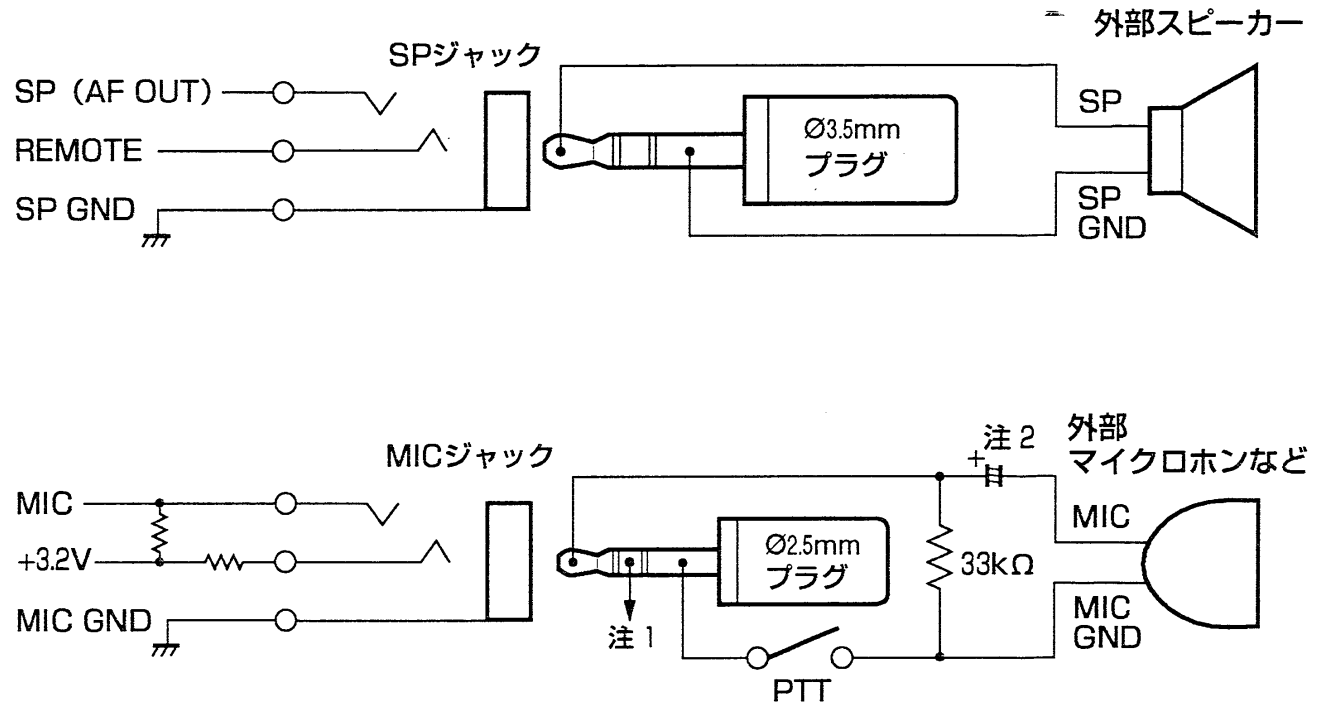 外部スピーカー
SPジャック
SP（AF OUT）
REMOTE
SP GND
Ø3.5mm
プラグ
SP
SP
GND
MICジャック
注2
外部
マイクロホンなど
MIC
+3.2V
MIC GND
Ø2.5mm
プラグ
注1
+
33kΩ
MIC
MIC
GND
PTT